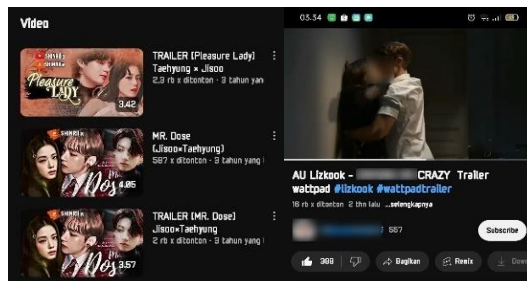 Video
TRAILER [Pleasure Lady]
Taehyung × Jisoo
2,3 rb x ditonton · 3 tahun yan
Pleasure
LADY
3.42
MR. Dose
(Jisoo×Taehyung)
587 x ditonton · 3 tahun yang l
4.05
TRAILER [MR. Dose]
Jisoo×Taehyung
2 rb x ditonton · 3 tahun yang
3.57
03.34
AU Lizkook - CRAZY Trailer
wattpad #lizkook #wattpadtrailer
16 rb x ditonton 2 thn lalu ...selengkapnya
557
Subscribe
388
Bagikan
Remix
Down